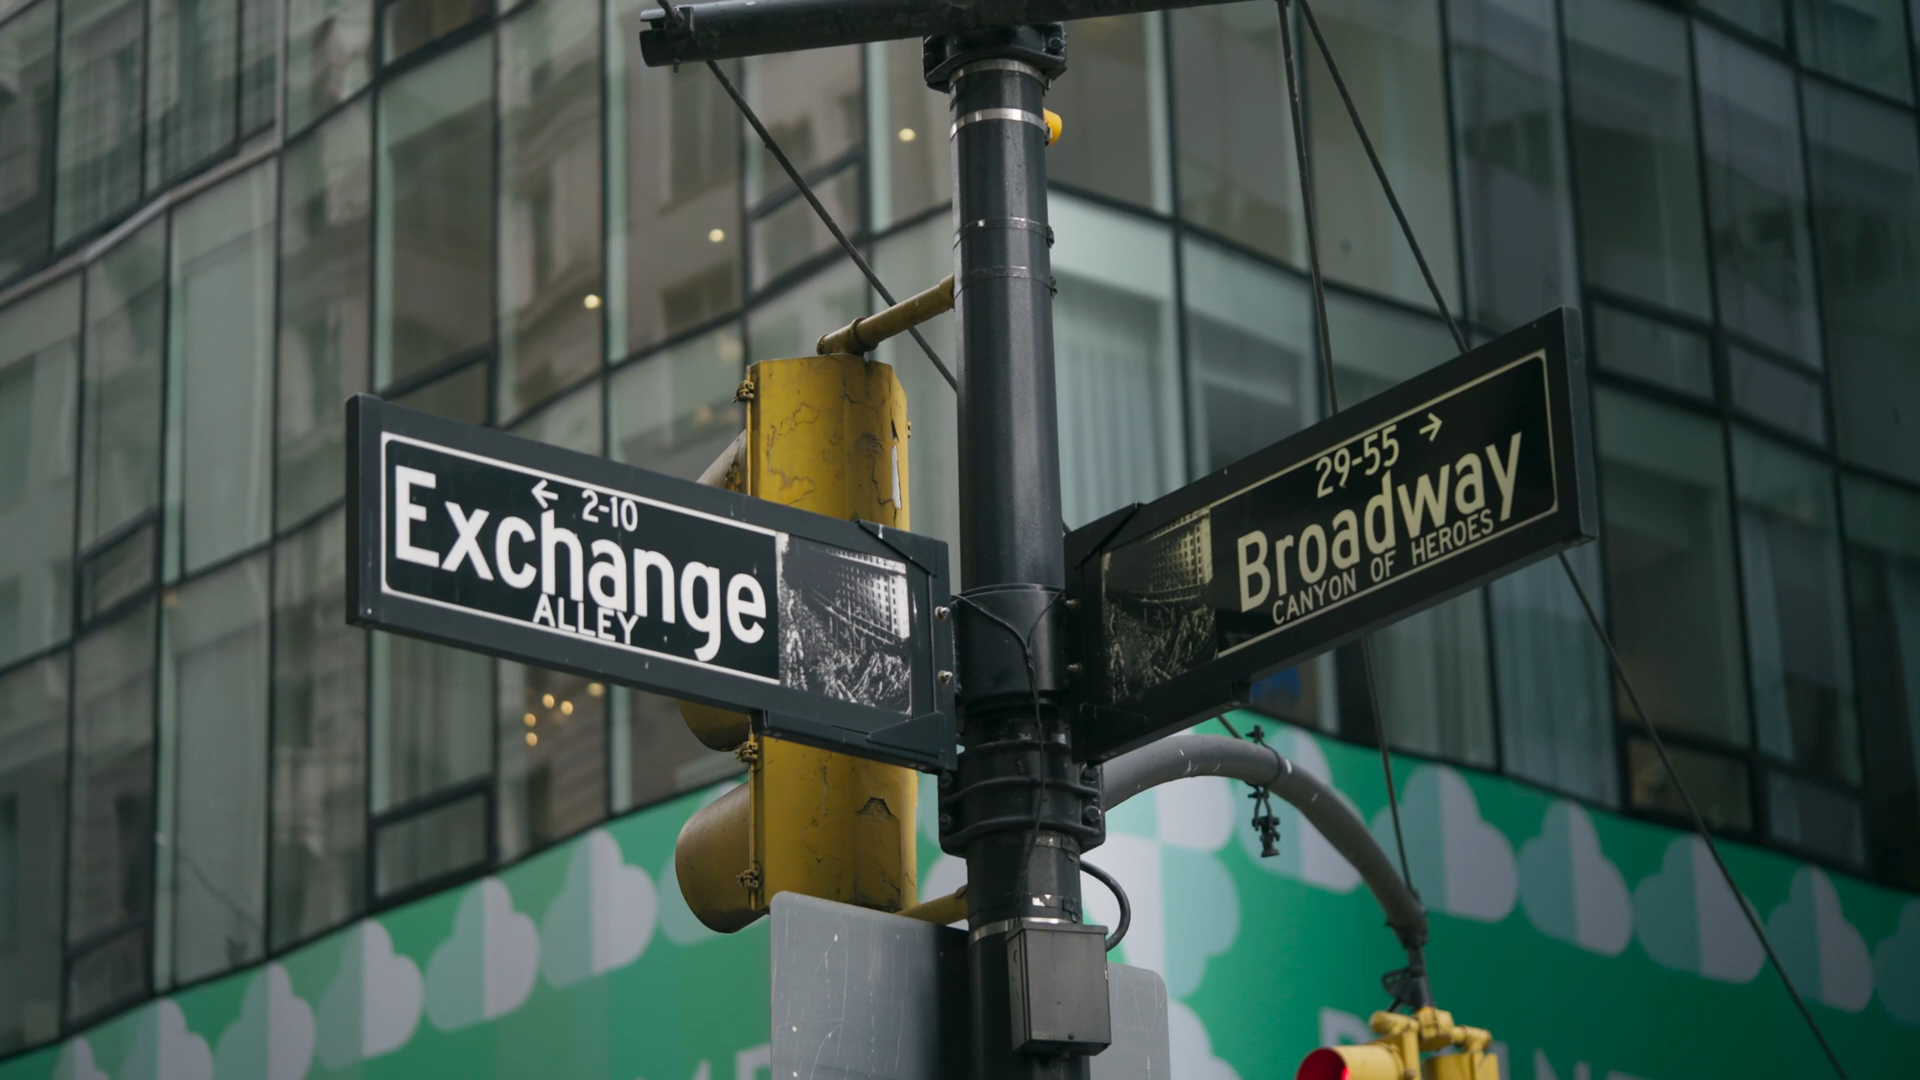 ← 2-10
Exchange
ALLEY
29-55 →
Broadway
CANYON OF HEROES